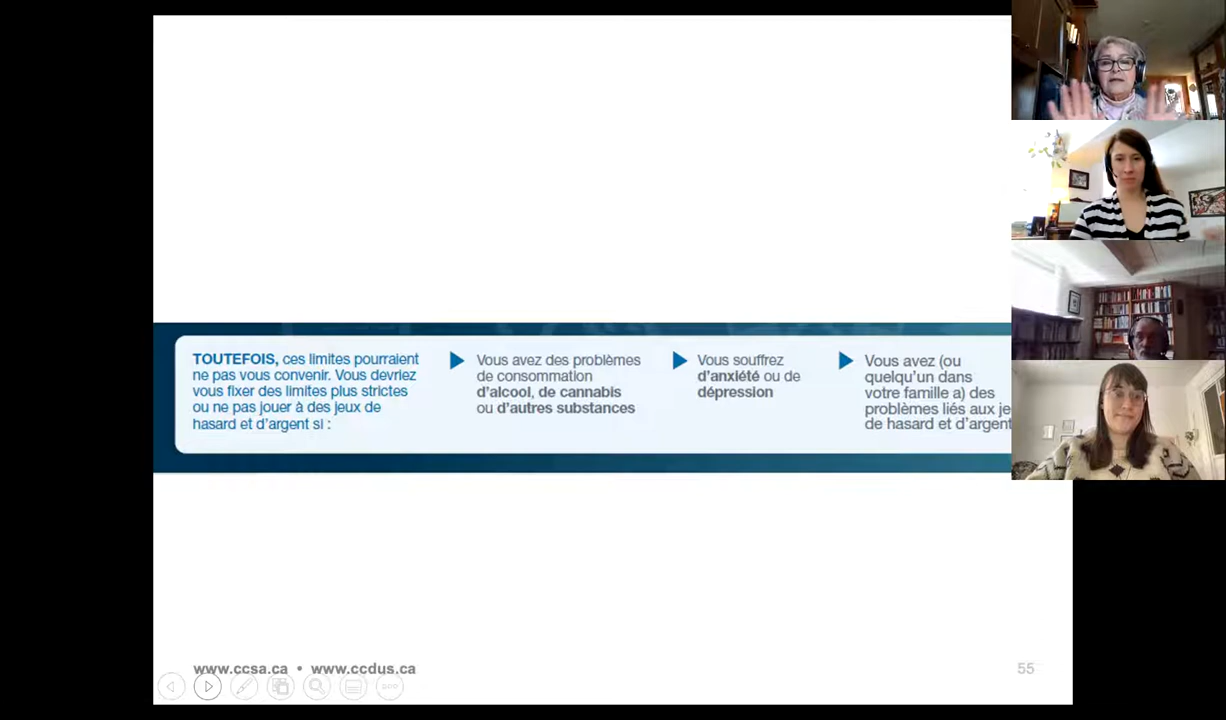 TOUTEFOIS, ces limites pourraient
ne pas vous convenir. Vous devriez
vous fixer des limites plus strictes
ou ne pas jouer à des jeux de
hasard et d'argent si :
Vous avez des problèmes
de consommation
d'alcool, de cannabis
ou d'autres substances
Vous souffrez
d'anxiété ou de
dépression
Vous avez (ou
quelqu'un dans
votre famille a) des
problèmes liés aux je
de hasard et d'argent
www.ccsa.ca • www.ccdus.ca
55